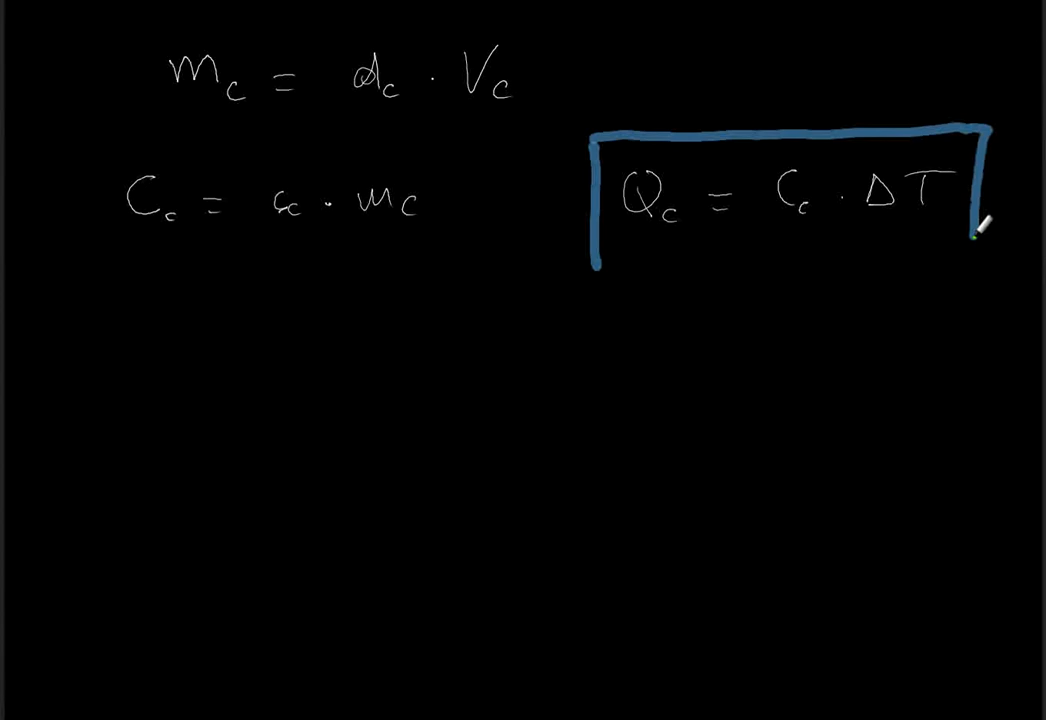 m_c = d_c · V_c
C_c = c_c · m_c
Q_c = C_c · ΔT